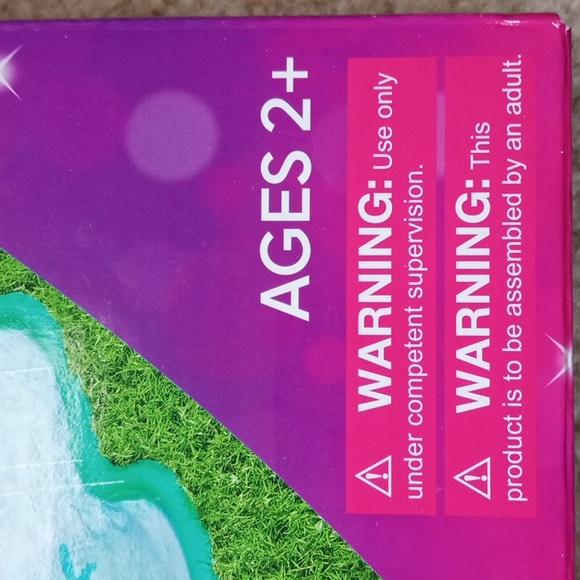 AGES 2+
WARNING: Use only
under competent supervision.
WARNING: This
product is to be assembled by an adult.